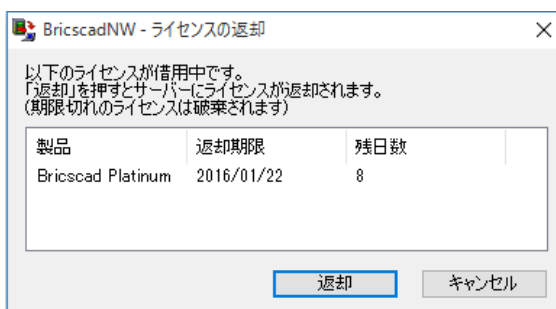 BricscadNW - ライセンスの返却
以下のライセンスが借用中です。
「返却」を押すとサーバーにライセンスが返却されます。
(期限切れのライセンスは破棄されます)
製品 返却期限 残日数
Bricscad Platinum 2016/01/22 8
返却 キャンセル